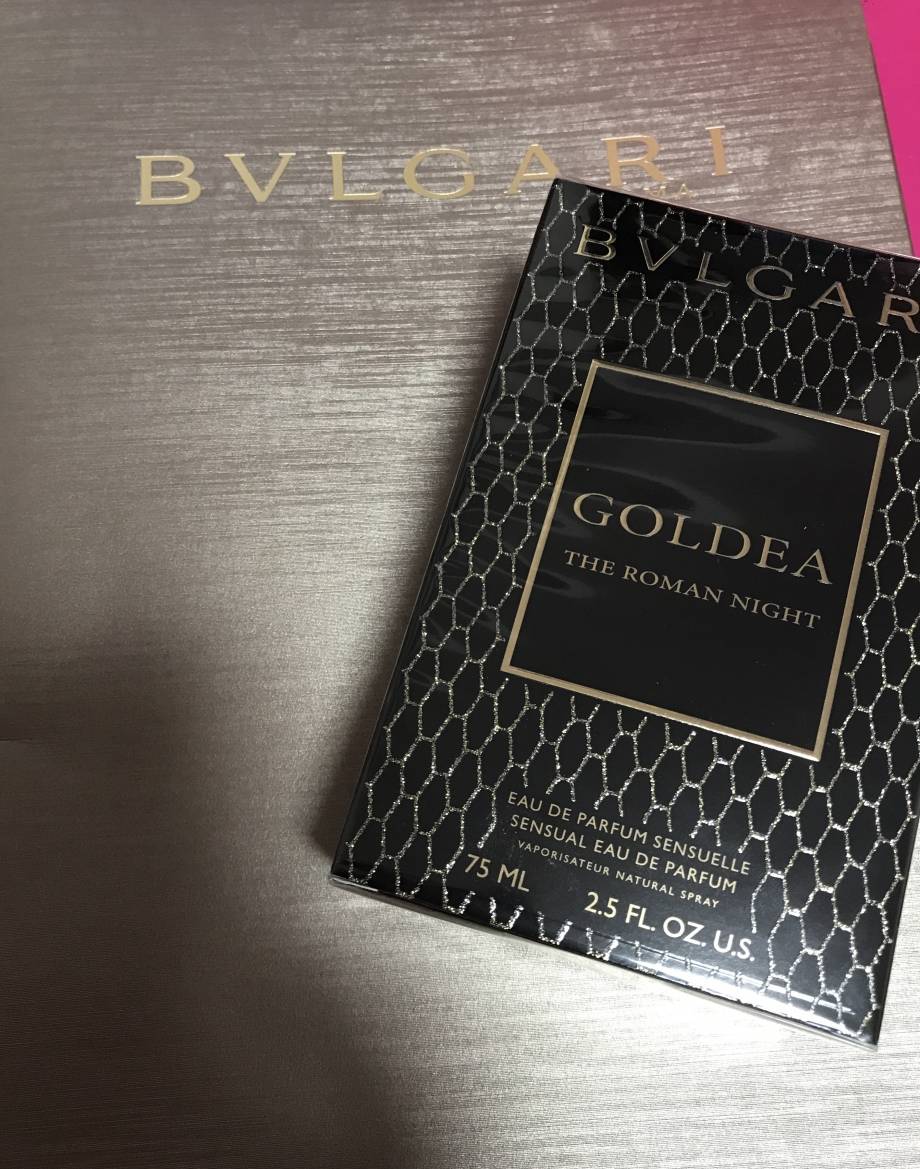 BVLGARI
BVLGAR
GOLDEA
THE ROMAN NIGHT
EAU DE PARFUM SENSUELLE
SENSUAL EAU DE PARFUM
VAPORISATEUR NATURAL SPRAY
75 ML
2.5 FL. OZ. U.S.